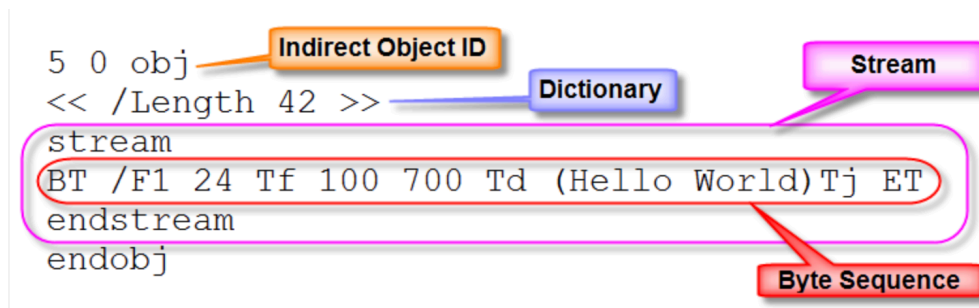 5 0 obj
Indirect Object ID
<< /Length 42 >>
Dictionary
Stream
stream
BT /F1 24 Tf 100 700 Td (Hello World)Tj ET
endstream
endobj
Byte Sequence